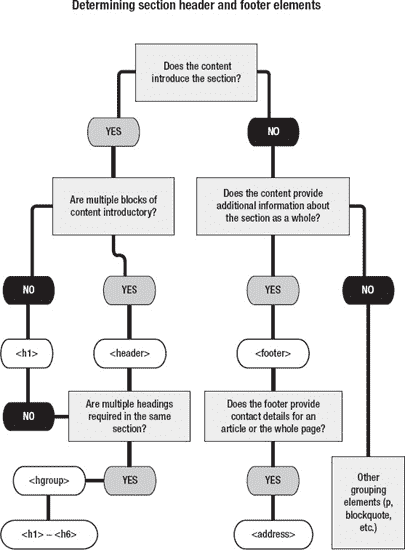 Determining section header and footer elements
Does the content
introduce the section?
YES
NO
Are multiple blocks of
content introductory?
Does the content provide
additional information about
the section as a whole?
NO
YES
YES
NO
<h1>
<header>
<footer>
NO
Are multiple headings
required in the same
section?
Does the footer provide
contact details for an
article or the whole page?
<hgroup>
YES
YES
Other
grouping
elements (p,
blockquote,
etc.)
<h1> – <h6>
<address>